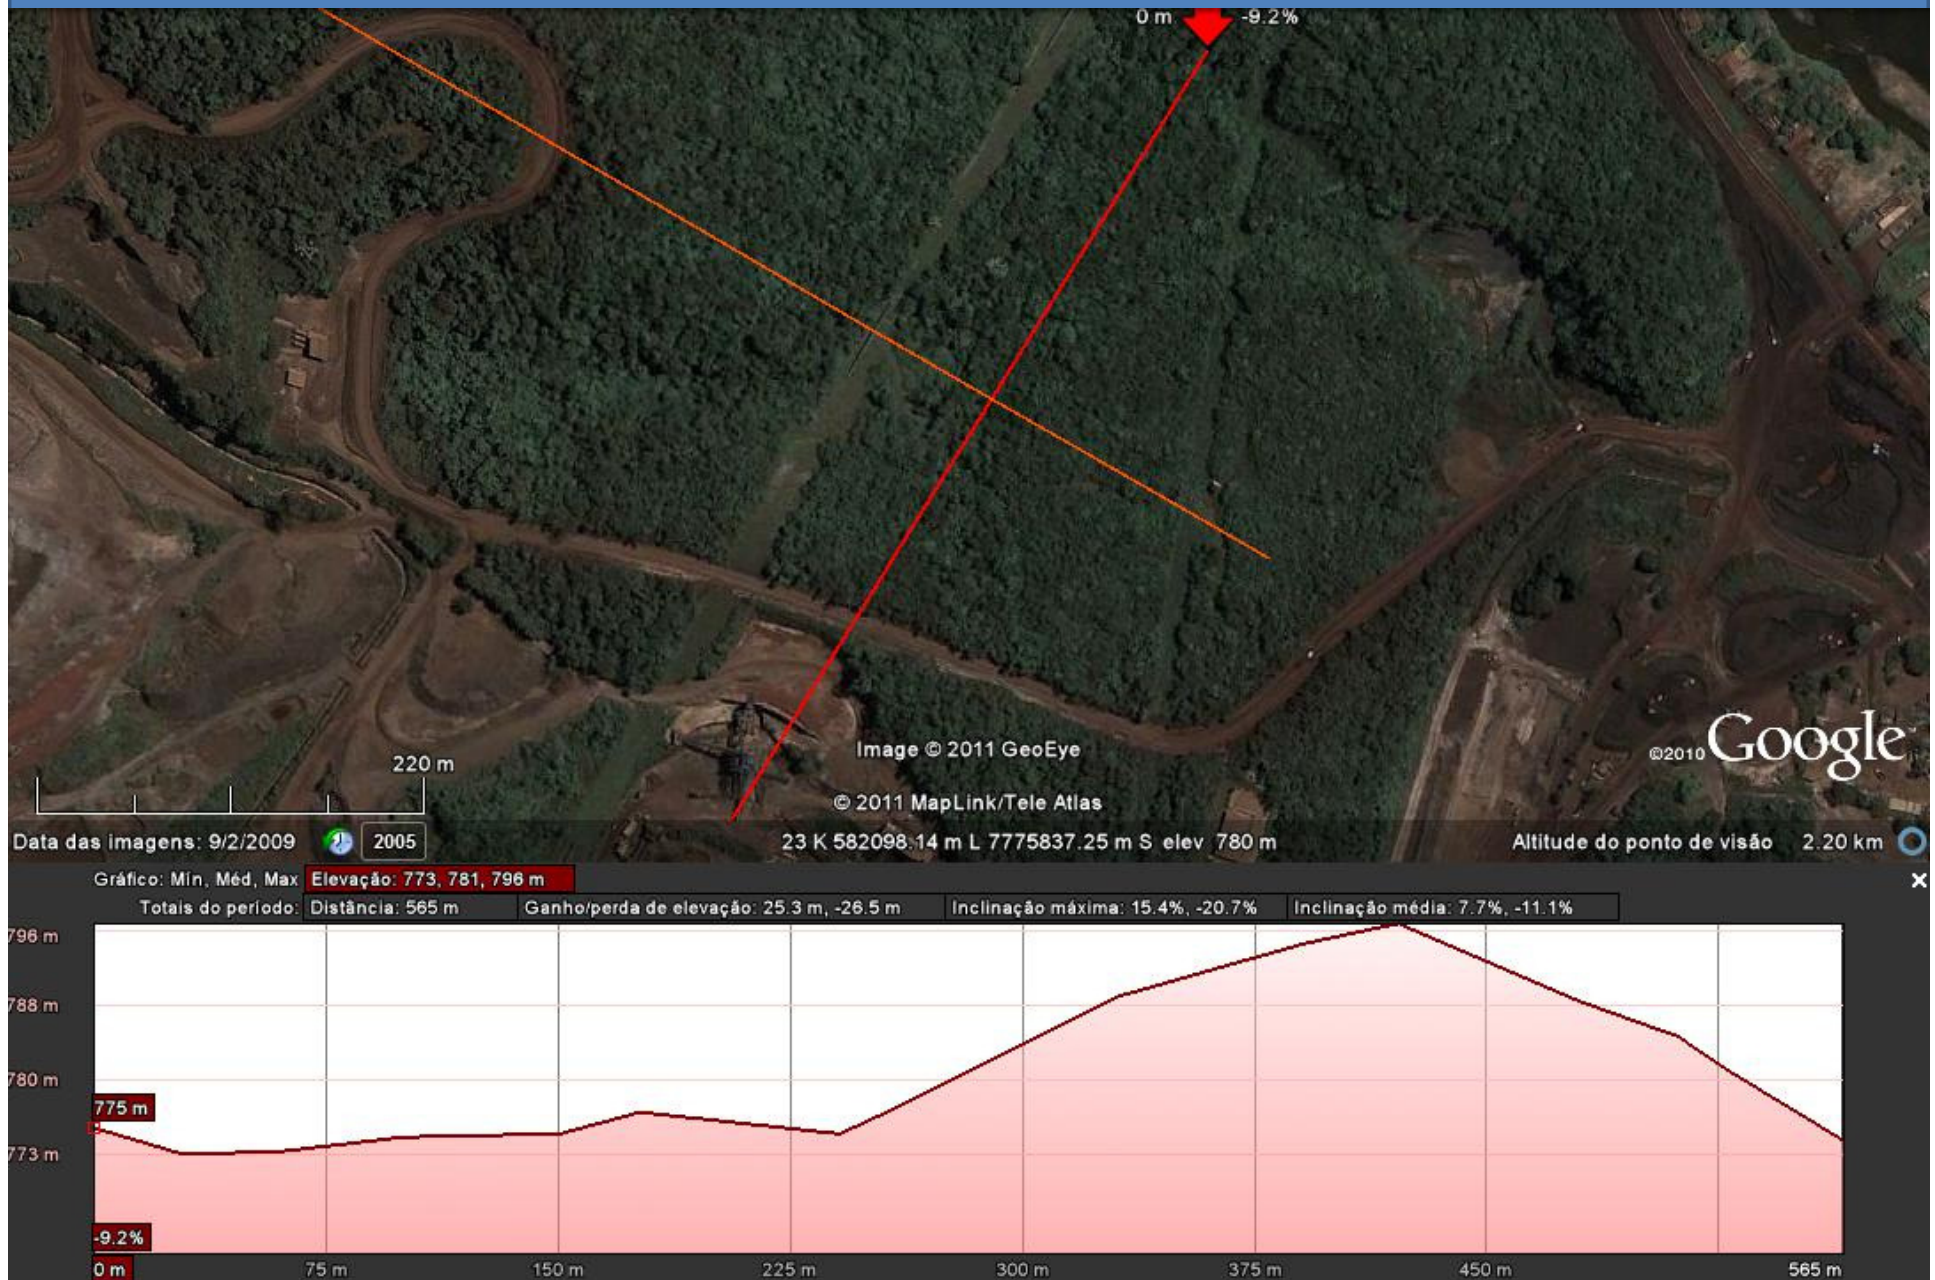 0 m -9.2%
Image © 2011 GeoEye
©2010 Google
220 m
© 2011 MapLink/Tele Atlas
Data das imagens: 9/2/2009 2005 23 K 582098.14 m L 7775837.25 m S elev 780 m Altitude do ponto de visão 2.20 km
Gráfico: Mín, Méd, Max Elevação: 773, 781, 796 m
Totais do período: Distância: 565 m Ganho/perda de elevação: 25.3 m, -26.5 m Inclinação máxima: 15.4%, -20.7% Inclinação média: 7.7%, -11.1%
796 m
788 m
780 m
775 m
773 m
-9.2%
0 m 75 m 150 m 225 m 300 m 375 m 450 m 565 m